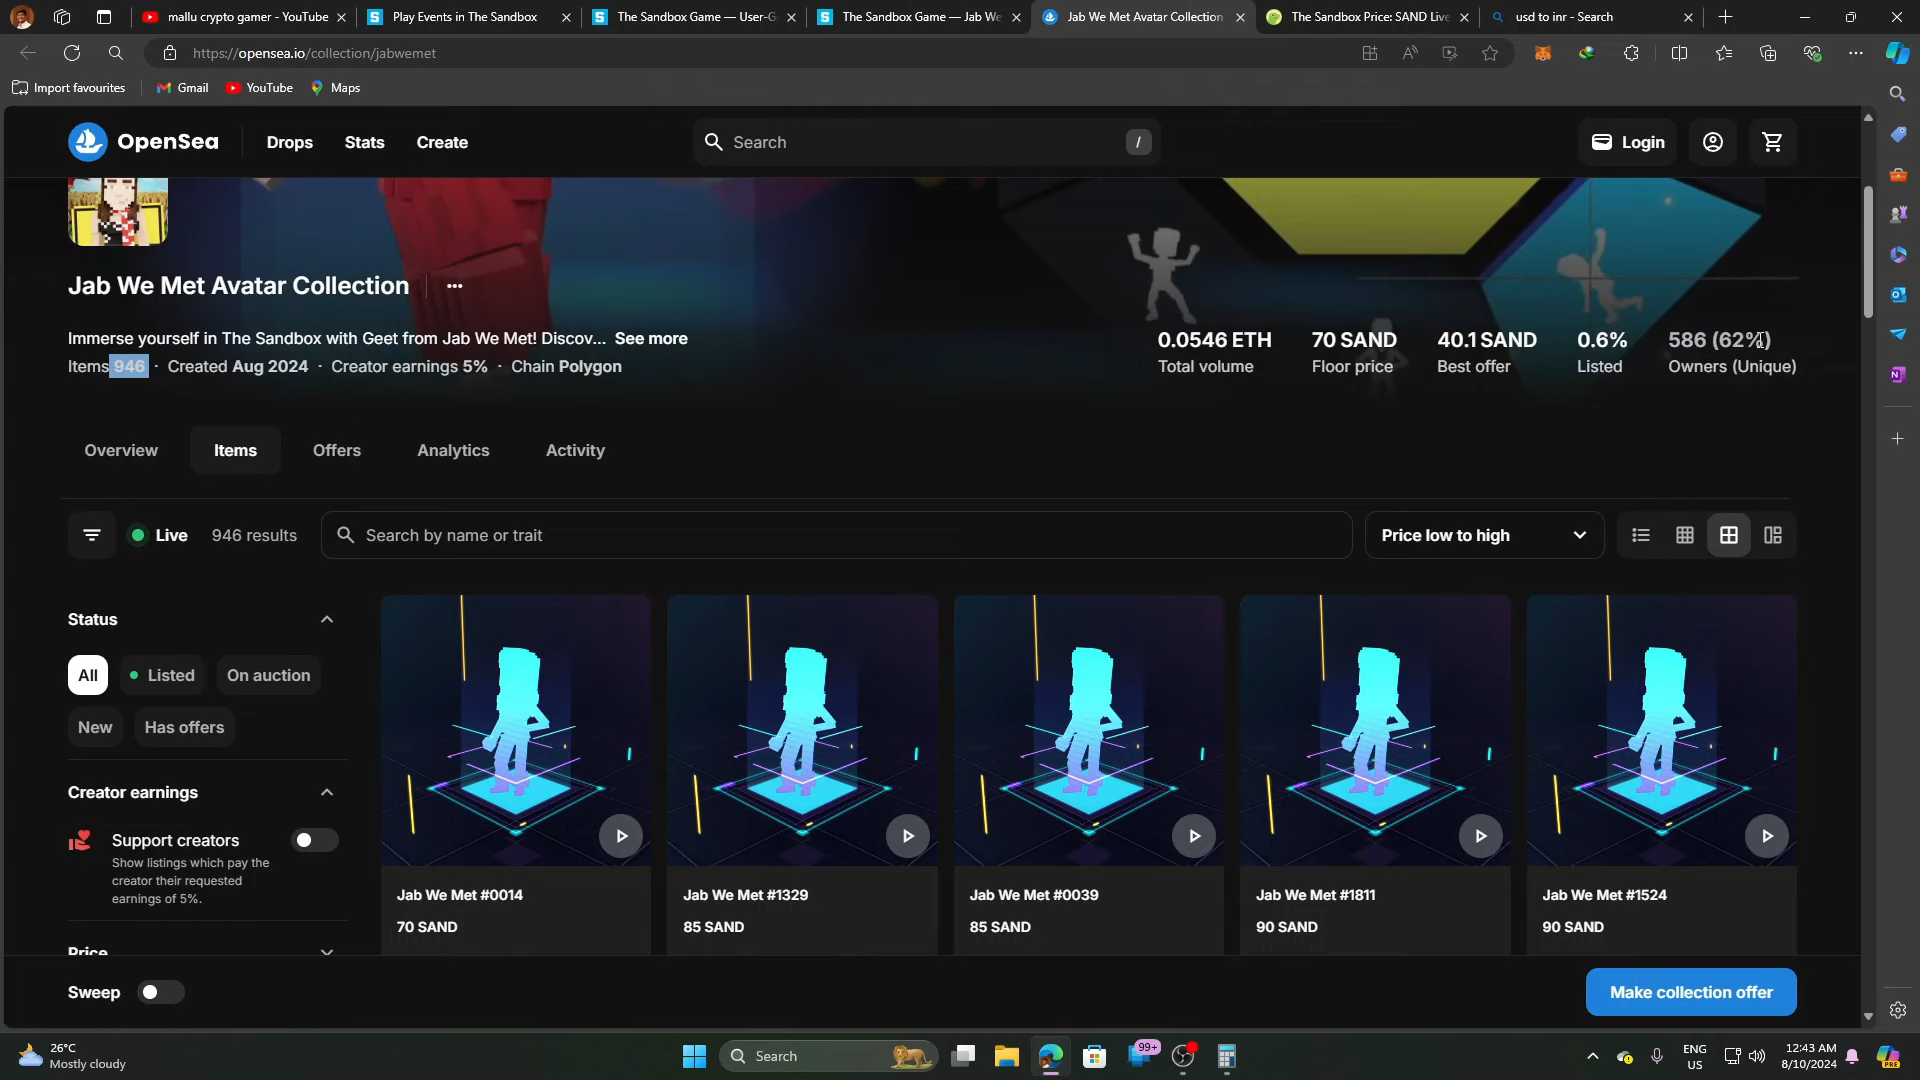 mallu crypto gamer - YouTube
Play Events in The Sandbox
The Sandbox Game — User-G
The Sandbox Game — Jab We
Jab We Met Avatar Collection
The Sandbox Price: SAND Live
usd to inr - Search
https://opensea.io/collection/jabwemet
Import favourites
Gmail
YouTube
Maps
OpenSea
Drops
Stats
Create
Search
/
Login
Jab We Met Avatar Collection
Immerse yourself in The Sandbox with Geet from Jab We Met! Discov... See more
Items 946 · Created Aug 2024 · Creator earnings 5% · Chain Polygon
0.0546 ETH
Total volume
70 SAND
Floor price
40.1 SAND
Best offer
0.6%
Listed
586 (62%)
Owners (Unique)
Overview
Items
Offers
Analytics
Activity
Live
946 results
Search by name or trait
Price low to high
Status
All
Listed
On auction
New
Has offers
Creator earnings
Support creators
Show listings which pay the
creator their requested
earnings of 5%.
Price
Jab We Met #0014
70 SAND
Jab We Met #1329
85 SAND
Jab We Met #0039
85 SAND
Jab We Met #1811
90 SAND
Jab We Met #1524
90 SAND
Sweep
Make collection offer
26°C
Mostly cloudy
Search
99+
ENG
US
12:43 AM
8/10/2024
PRE